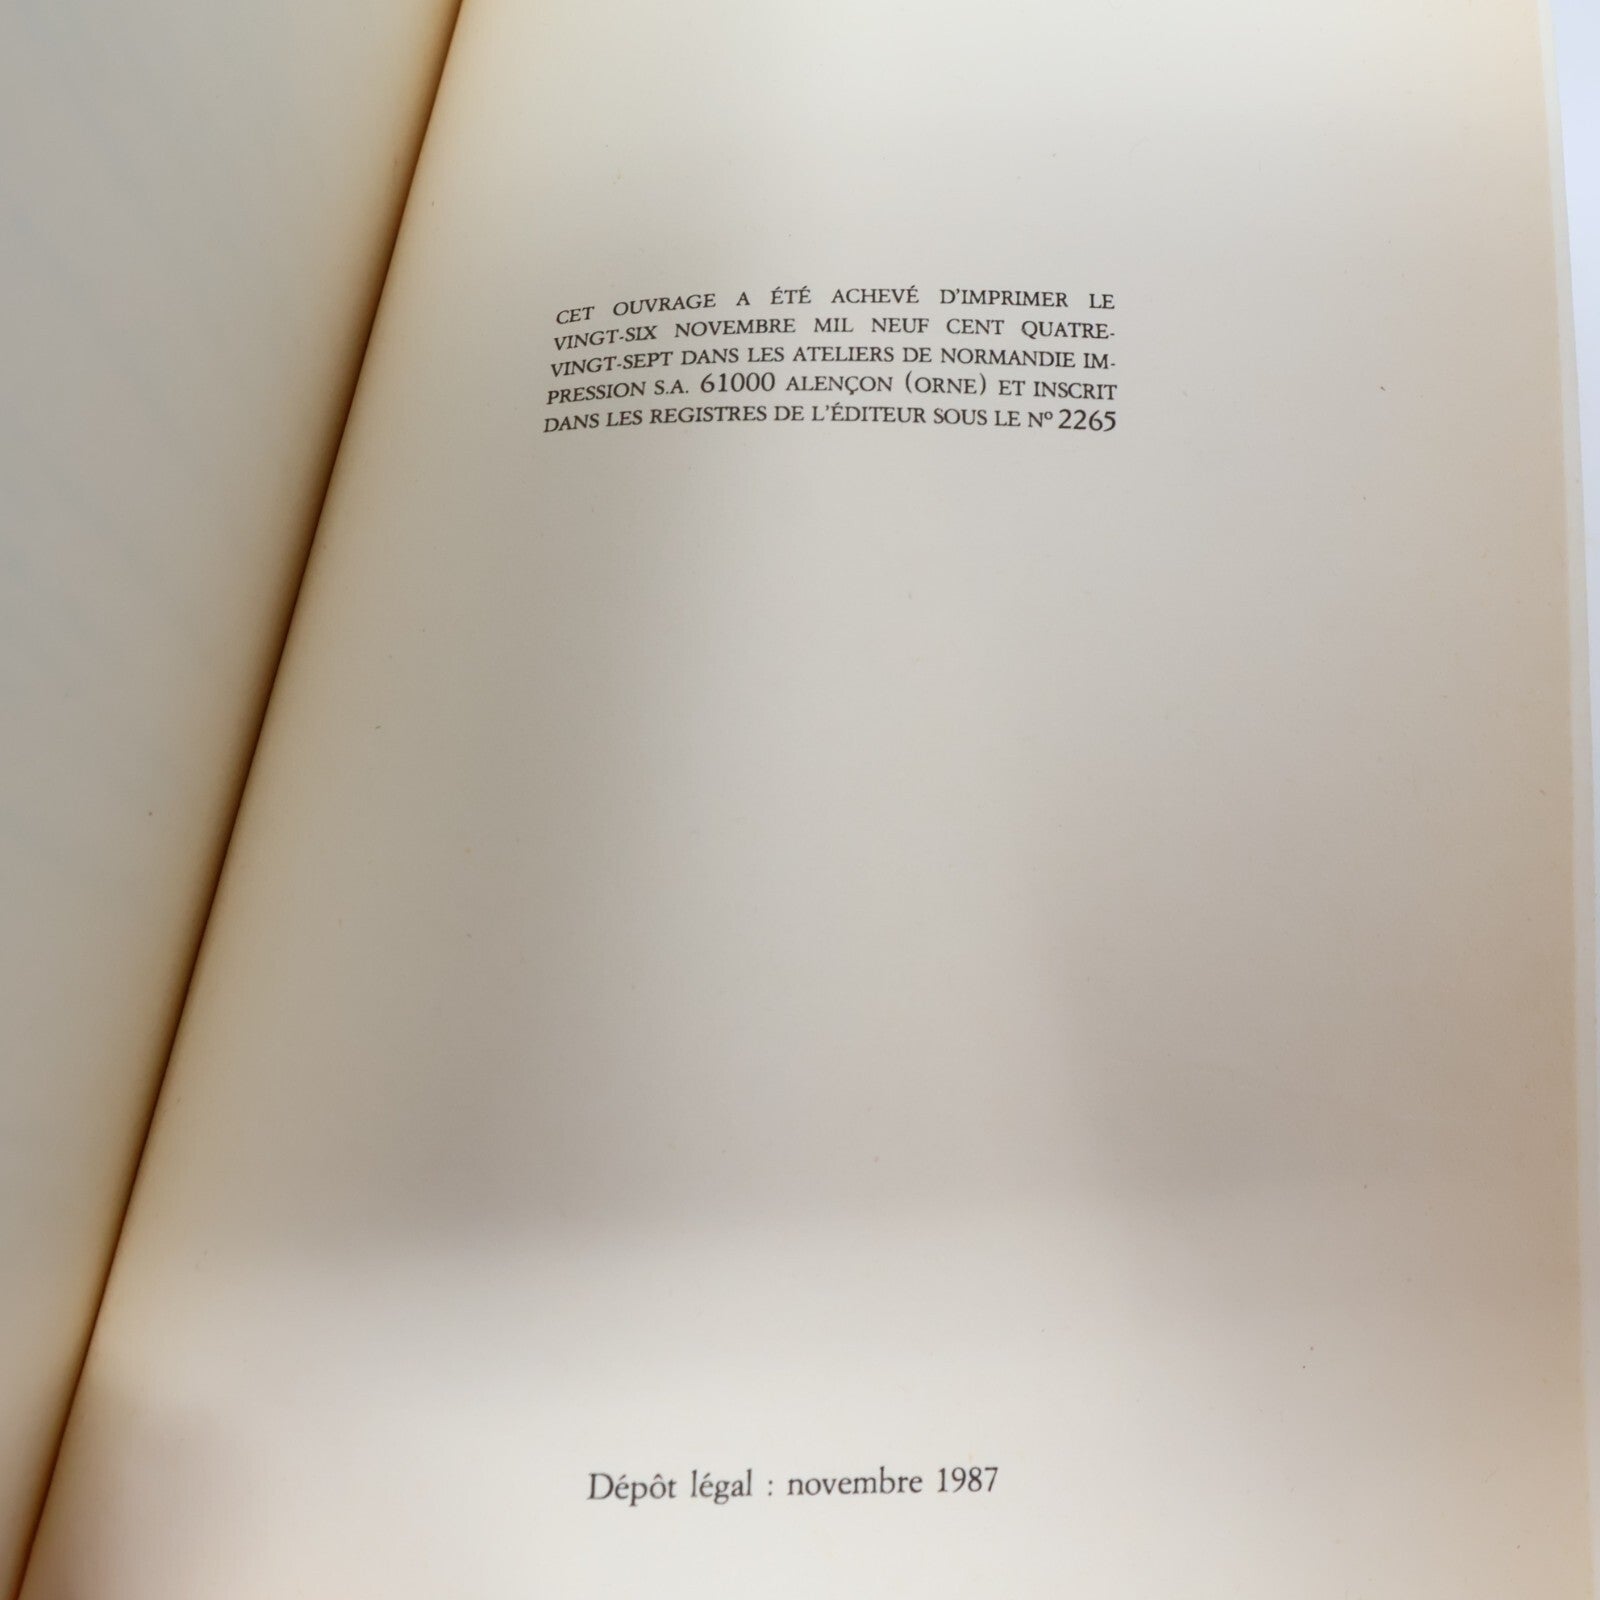 CET OUVRAGE A ÉTÉ ACHEVÉ D'IMPRIMER LE
VINGT-SIX NOVEMBRE MIL NEUF CENT QUATRE-
VINGT-SEPT DANS LES ATELIERS DE NORMANDIE IM-
PRESSION S.A. 61000 ALENÇON (ORNE) ET INSCRIT
DANS LES REGISTRES DE L'ÉDITEUR SOUS LE Nº 2265
Dépôt légal : novembre 1987